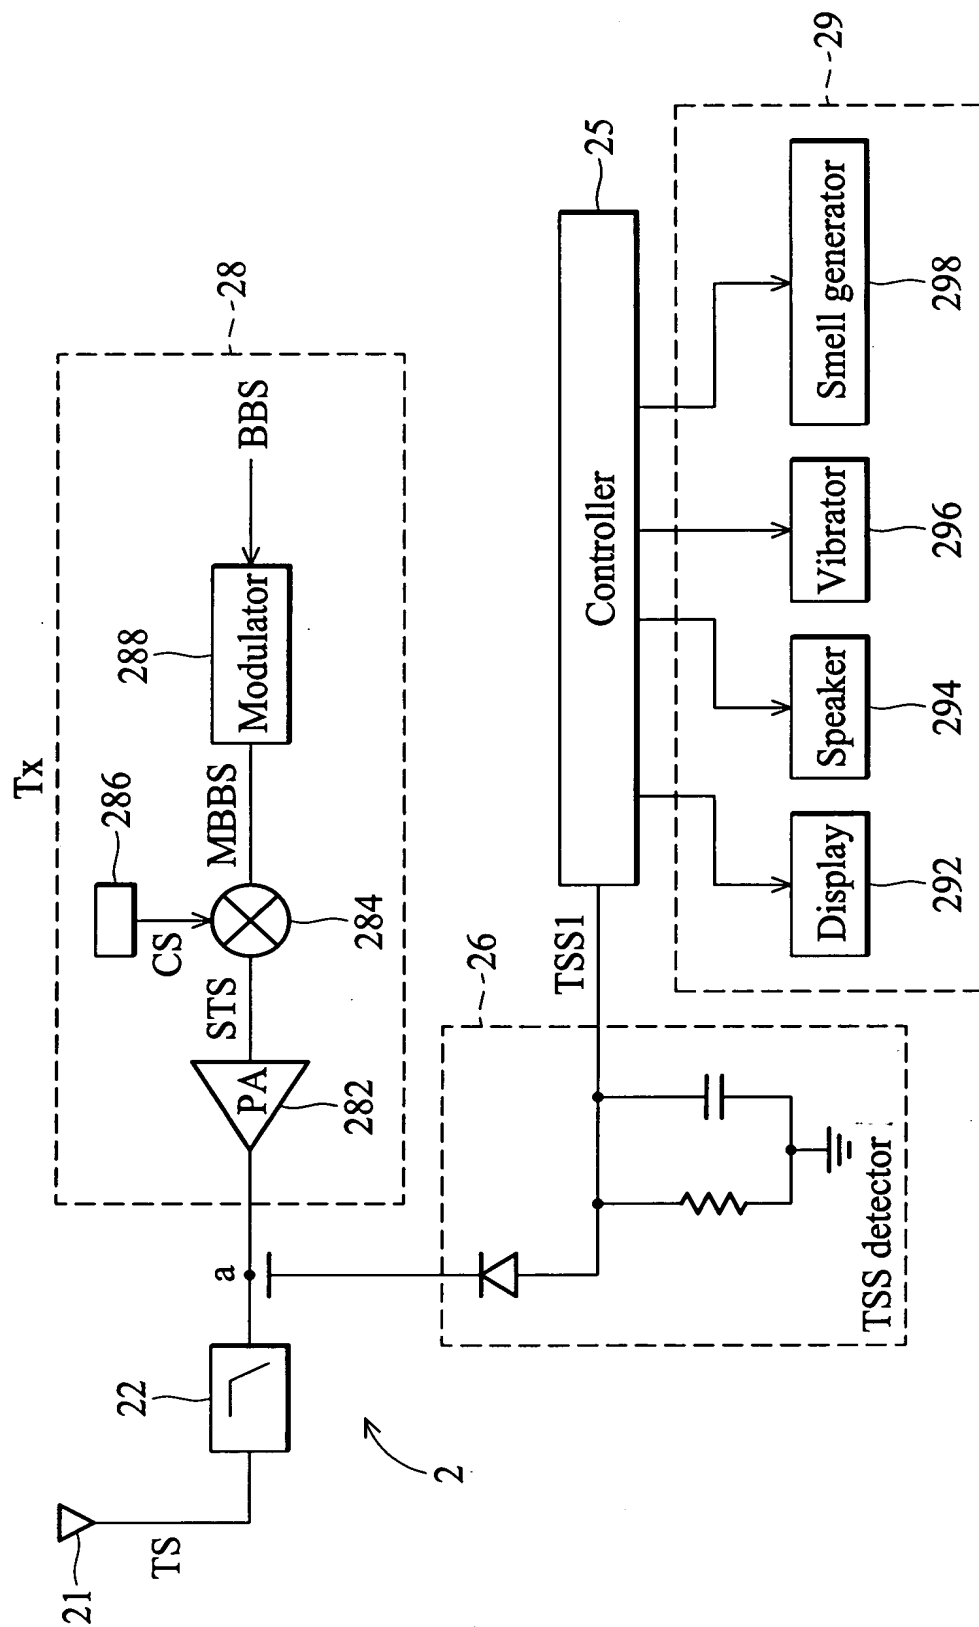 Tx
28
21
TS
22
a
PA
282
STS
CS
286
284
MBBS
288
Modulator
BBS
2
26
TSS detector
TSS1
Controller
25
29
Display
292
Speaker
294
Vibrator
296
Smell generator
298